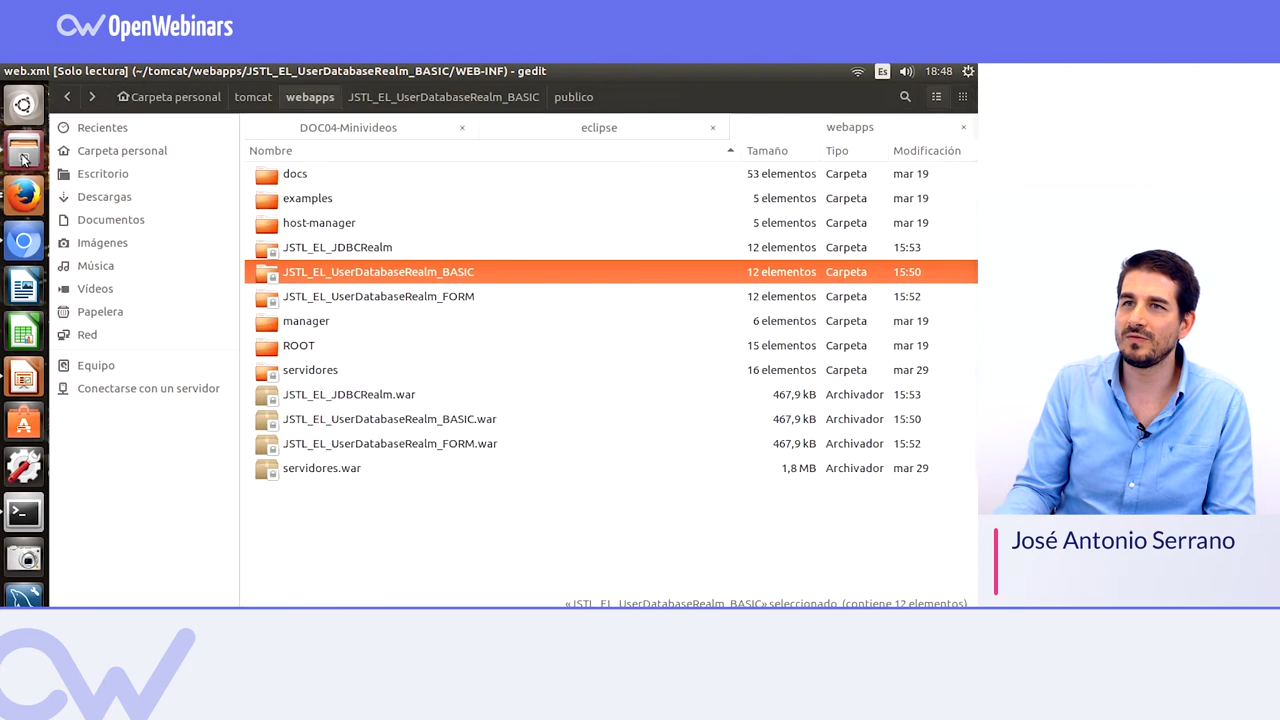 OpenWebinars
web.xml [Solo lectura] (~/tomcat/webapps/JSTL_EL_UserDatabaseRealm_BASIC/WEB-INF) - gedit
Es
18:48
Carpeta personal
tomcat
webapps
JSTL_EL_UserDatabaseRealm_BASIC
publico
Recientes
Carpeta personal
Escritorio
Descargas
Documentos
Imágenes
Música
Vídeos
Papelera
Red
Equipo
Conectarse con un servidor
DOC04-Minivideos
eclipse
webapps
Nombre Tamaño Tipo Modificación
docs 53 elementos Carpeta mar 19
examples 5 elementos Carpeta mar 19
host-manager 5 elementos Carpeta mar 19
JSTL_EL_JDBCRealm 12 elementos Carpeta 15:53
JSTL_EL_UserDatabaseRealm_BASIC 12 elementos Carpeta 15:50
JSTL_EL_UserDatabaseRealm_FORM 12 elementos Carpeta 15:52
manager 6 elementos Carpeta mar 19
ROOT 15 elementos Carpeta mar 19
servidores 16 elementos Carpeta mar 29
JSTL_EL_JDBCRealm.war 467,9 kB Archivador 15:53
JSTL_EL_UserDatabaseRealm_BASIC.war 467,9 kB Archivador 15:50
JSTL_EL_UserDatabaseRealm_FORM.war 467,9 kB Archivador 15:52
servidores.war 1,8 MB Archivador mar 29
«JSTL_EL_UserDatabaseRealm_BASIC» seleccionado (contiene 12 elementos)
José Antonio Serrano